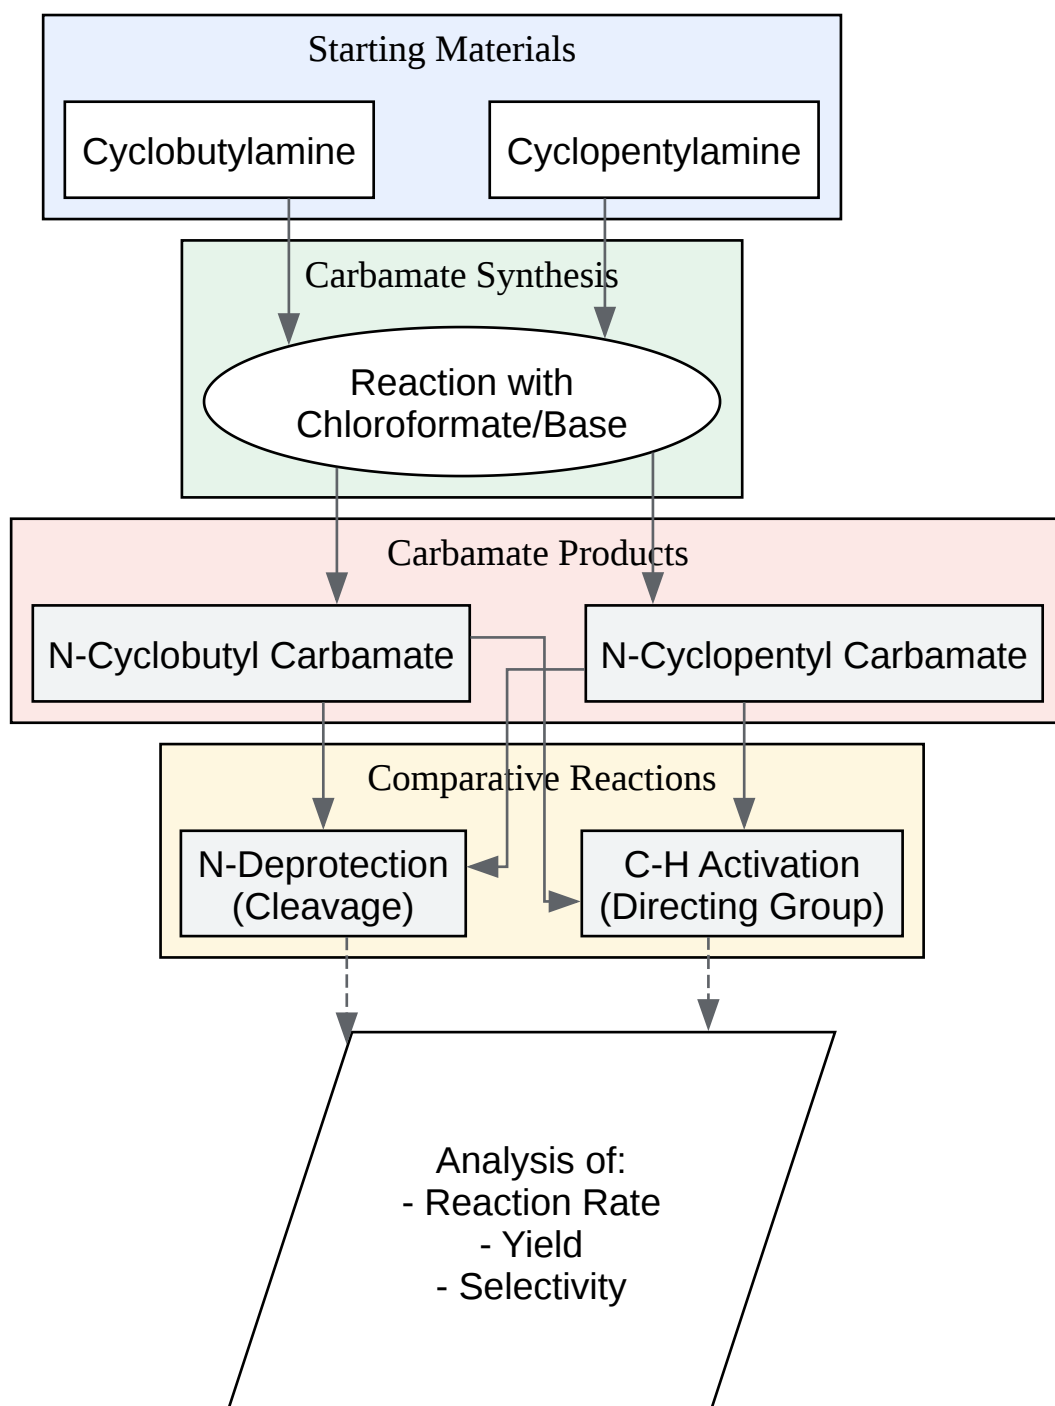 Starting Materials
Cyclobutylamine
Cyclopentylamine
Carbamate Synthesis
Reaction with
Chloroformate/Base
Carbamate Products
N-Cyclobutyl Carbamate
N-Cyclopentyl Carbamate
Comparative Reactions
N-Deprotection
(Cleavage)
C-H Activation
(Directing Group)
Analysis of:
- Reaction Rate
- Yield
- Selectivity